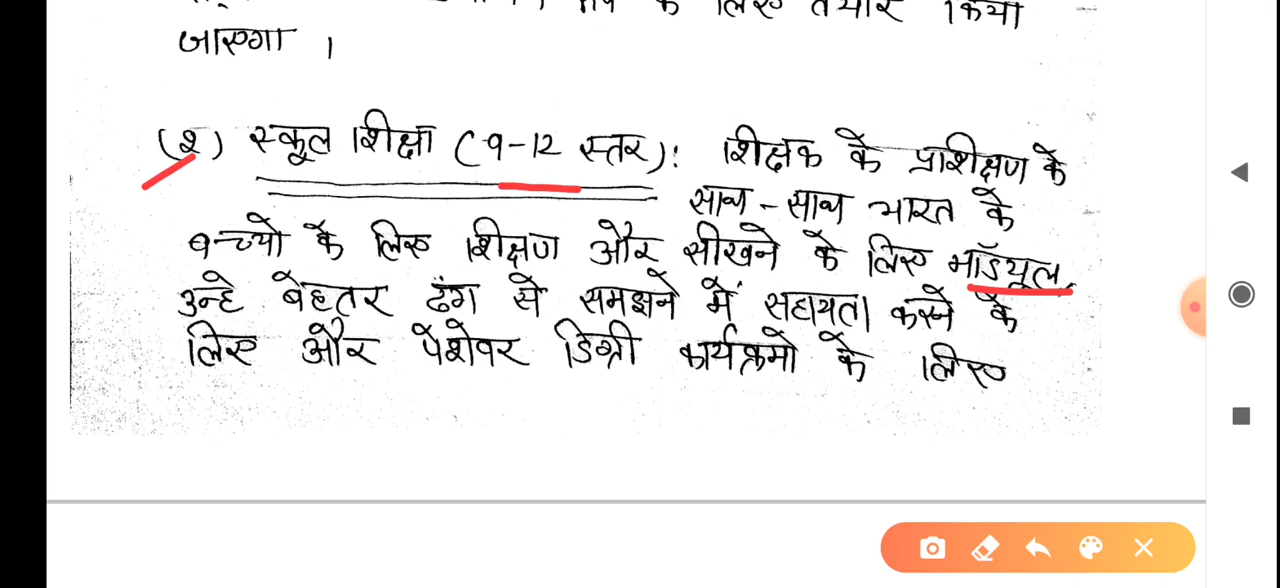 के लिए तैयार किया
जाएगा ।
(२) स्कूल शिक्षा (9-12 स्तर): शिक्षक के प्रशिक्षण के
साथ - साथ भारत के
बच्चो के लिए शिक्षण और सीखने के लिए मॉड्यूल,
उन्हे बेहतर ढंग से समझने में सहायता करने के
लिए और पेशेवर डिग्री कार्यक्रमो के लिए